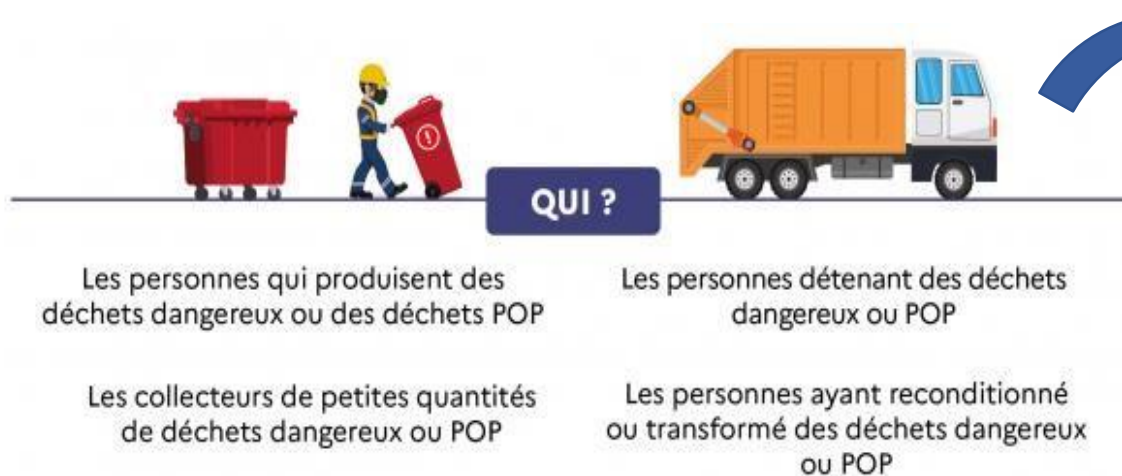 QUI ?
Les personnes qui produisent des
déchets dangereux ou des déchets POP
Les personnes détenant des déchets
dangereux ou POP
Les collecteurs de petites quantités
de déchets dangereux ou POP
Les personnes ayant reconditionné
ou transformé des déchets dangereux
ou POP